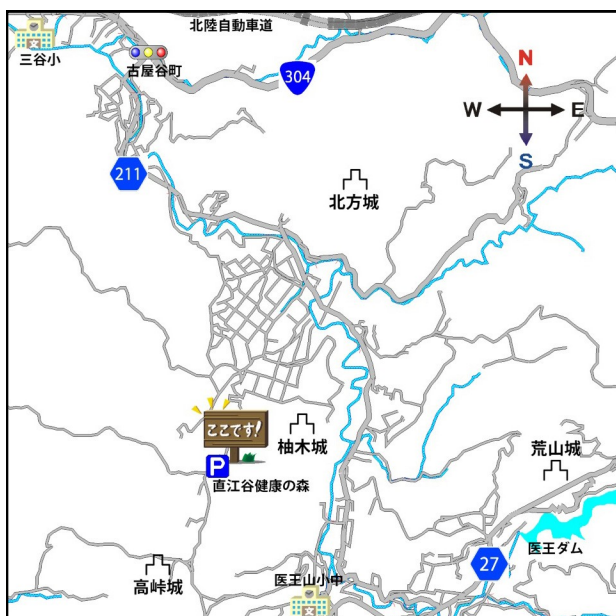 北陸自動車道
三谷小
古屋谷町
304
N
W E
S
211
北方城
ここです!
柚木城
荒山城
P
直江谷健康の森
医王ダム
27
高峠城
医王山小中